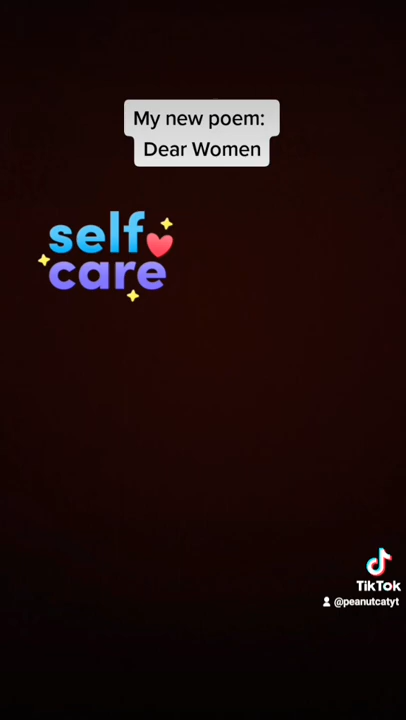 My new poem:
Dear Women
self
care
TikTok
@peanutcatyt